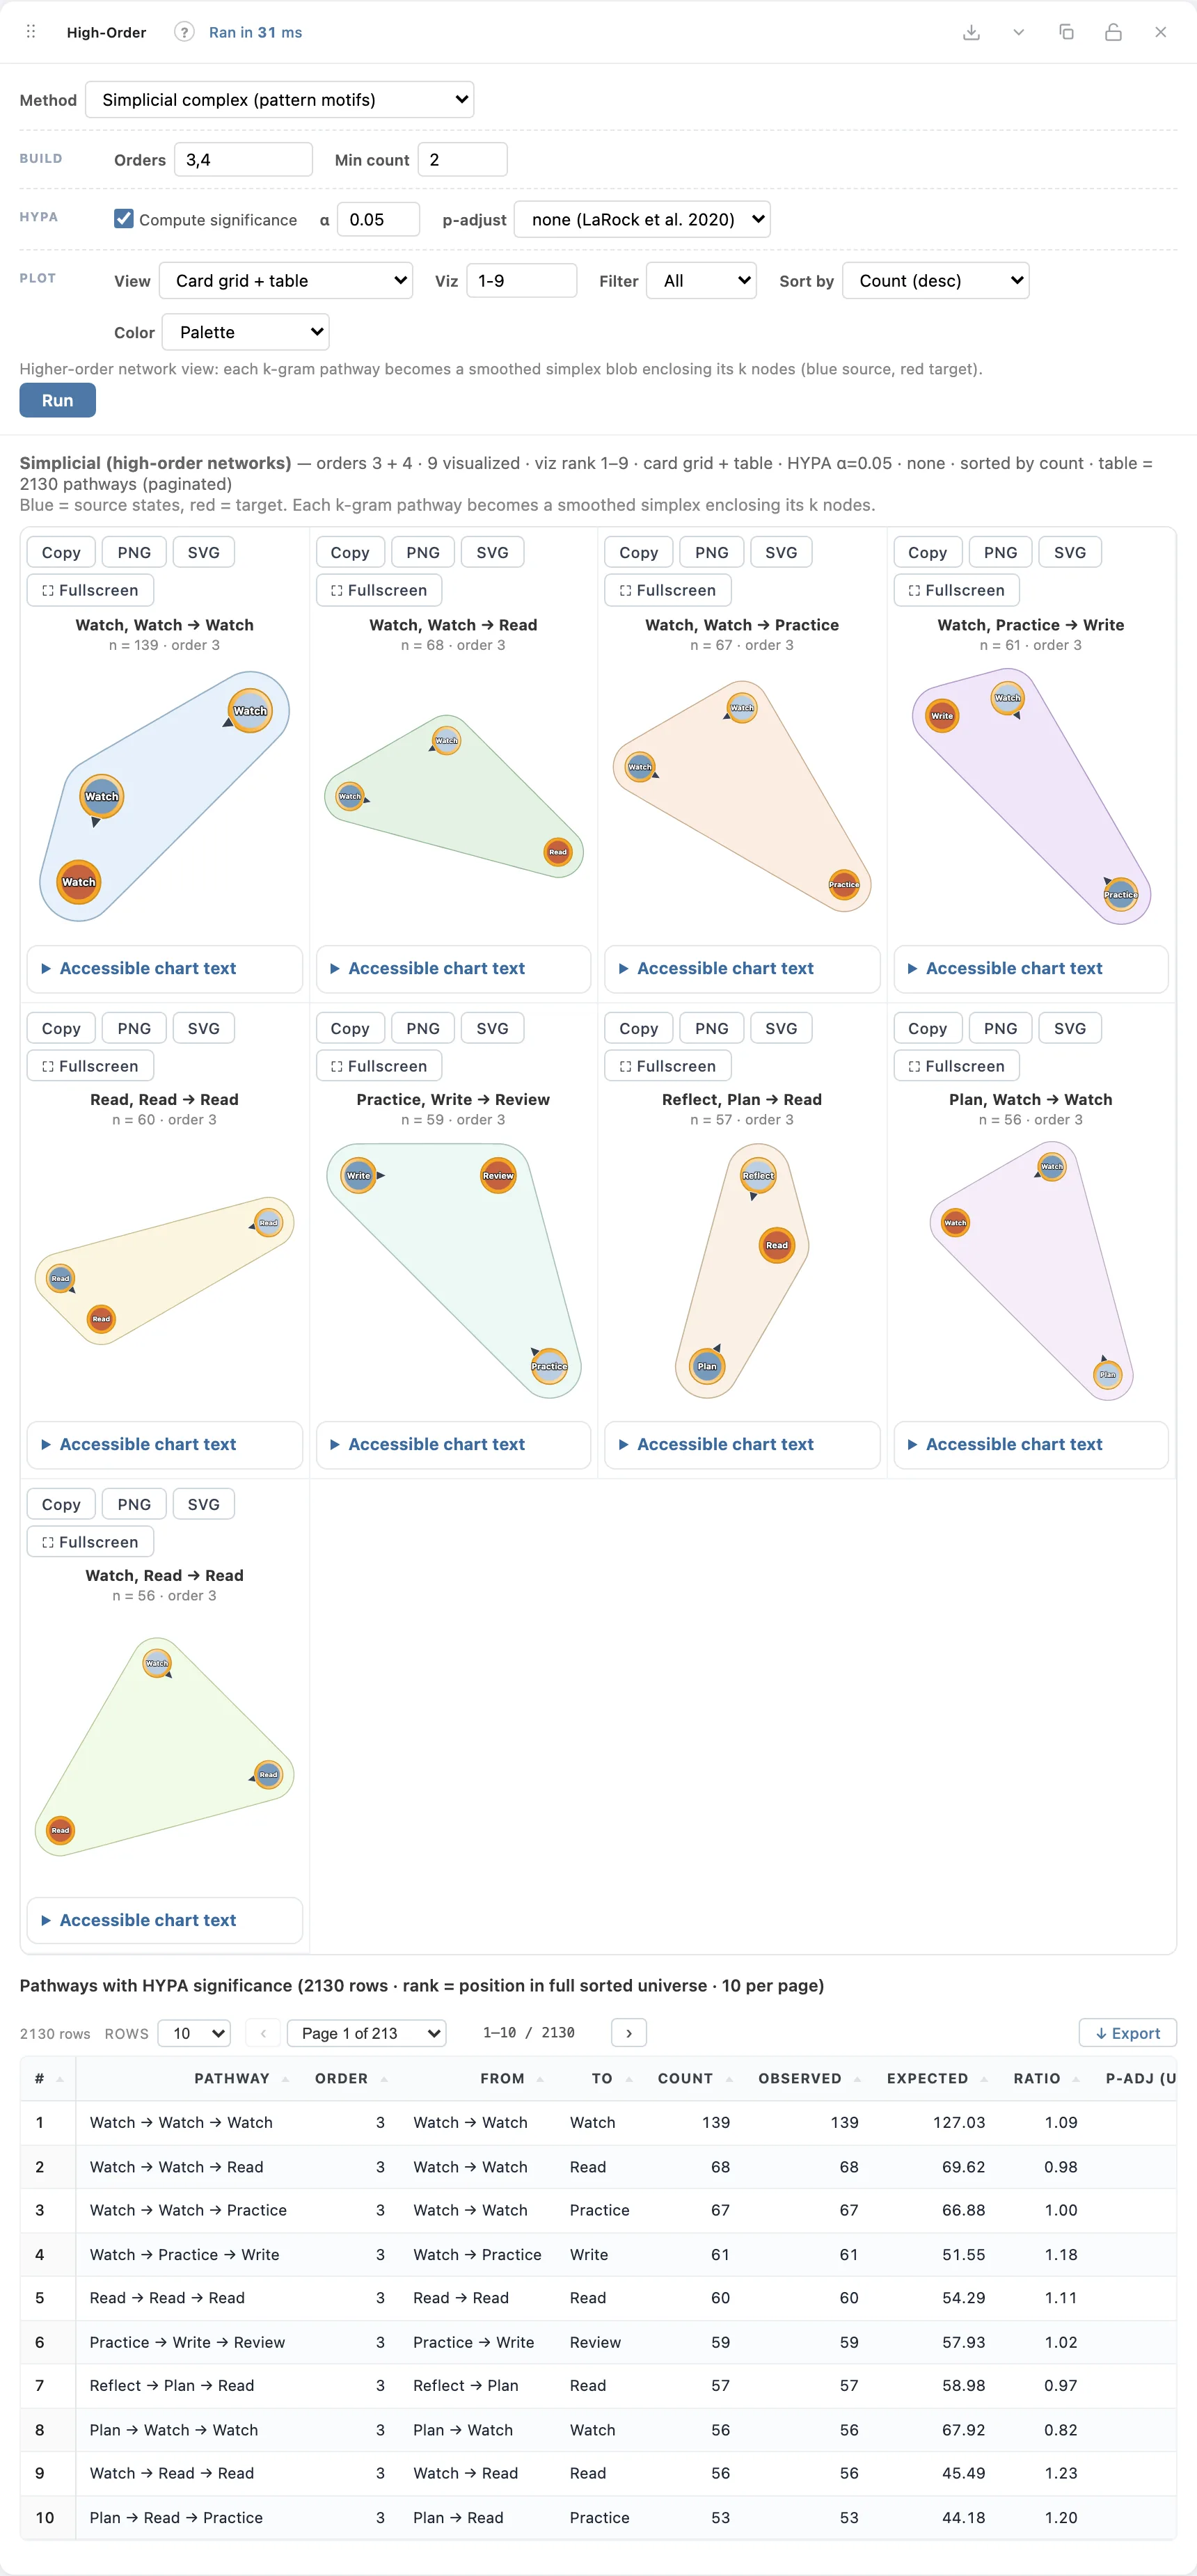 High-Order ? Ran in 31 ms
Method Simplicial complex (pattern motifs)
BUILD Orders 3,4 Min count 2
HYPA Compute significance α 0.05 p-adjust none (LaRock et al. 2020)
PLOT View Card grid + table Viz 1-9 Filter All Sort by Count (desc)
Color Palette
Higher-order network view: each k-gram pathway becomes a smoothed simplex blob enclosing its k nodes (blue source, red target).
Run
Simplicial (high-order networks) — orders 3 + 4 · 9 visualized · viz rank 1–9 · card grid + table · HYPA α=0.05 · none · sorted by count · table =
2130 pathways (paginated)
Blue = source states, red = target. Each k-gram pathway becomes a smoothed simplex enclosing its k nodes.
Copy PNG SVG Copy PNG SVG Copy PNG SVG Copy PNG SVG
Fullscreen Fullscreen Fullscreen Fullscreen
Watch, Watch → Watch Watch, Watch → Read Watch, Watch → Practice Watch, Practice → Write
n = 139 · order 3 n = 68 · order 3 n = 67 · order 3 n = 61 · order 3
Watch
Watch
Watch
Watch
Watch
Read
Watch
Watch
Practice
Write
Watch
Practice
Accessible chart text Accessible chart text Accessible chart text Accessible chart text
Copy PNG SVG Copy PNG SVG Copy PNG SVG Copy PNG SVG
Fullscreen Fullscreen Fullscreen Fullscreen
Read, Read → Read Practice, Write → Review Reflect, Plan → Read Plan, Watch → Watch
n = 60 · order 3 n = 59 · order 3 n = 57 · order 3 n = 56 · order 3
Read
Read
Read
Write
Review
Practice
Reflect
Read
Plan
Watch
Watch
Plan
Accessible chart text Accessible chart text Accessible chart text Accessible chart text
Copy PNG SVG
Fullscreen
Watch, Read → Read
n = 56 · order 3
Watch
Read
Read
Accessible chart text
Pathways with HYPA significance (2130 rows · rank = position in full sorted universe · 10 per page)
2130 rows ROWS 10 ‹ Page 1 of 213 1–10 / 2130 › ↓ Export
# PATHWAY ORDER FROM TO COUNT OBSERVED EXPECTED RATIO P-ADJ (U
1 Watch → Watch → Watch 3 Watch → Watch Watch 139 139 127.03 1.09
2 Watch → Watch → Read 3 Watch → Watch Read 68 68 69.62 0.98
3 Watch → Watch → Practice 3 Watch → Watch Practice 67 67 66.88 1.00
4 Watch → Practice → Write 3 Watch → Practice Write 61 61 51.55 1.18
5 Read → Read → Read 3 Read → Read Read 60 60 54.29 1.11
6 Practice → Write → Review 3 Practice → Write Review 59 59 57.93 1.02
7 Reflect → Plan → Read 3 Reflect → Plan Read 57 57 58.98 0.97
8 Plan → Watch → Watch 3 Plan → Watch Watch 56 56 67.92 0.82
9 Watch → Read → Read 3 Watch → Read Read 56 56 45.49 1.23
10 Plan → Read → Practice 3 Plan → Read Practice 53 53 44.18 1.20